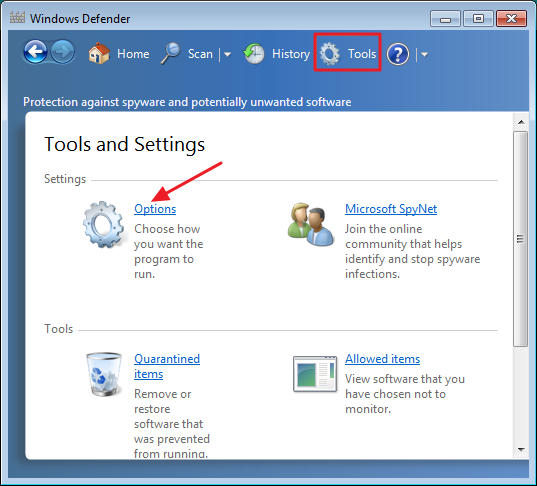 Windows Defender
Home Scan History Tools ?
Protection against spyware and potentially unwanted software
Tools and Settings
Settings
Options
Choose how
you want the
program to
run.
Microsoft SpyNet
Join the online
community that helps
identify and stop spyware
infections.
Tools
Quarantined
items
Remove or
restore
software that
was prevented
from running.
Allowed items
View software that you
have chosen not to
monitor.